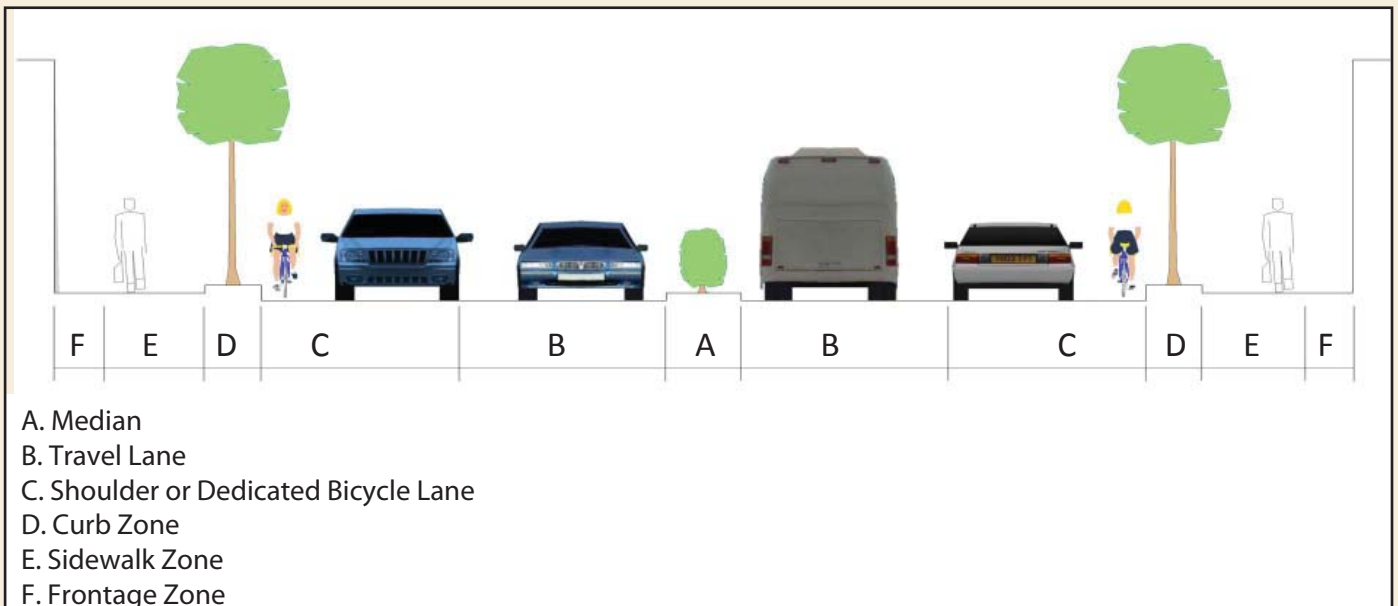 F E D C B A B C D E F
A. Median
B. Travel Lane
C. Shoulder or Dedicated Bicycle Lane
D. Curb Zone
E. Sidewalk Zone
F. Frontage Zone